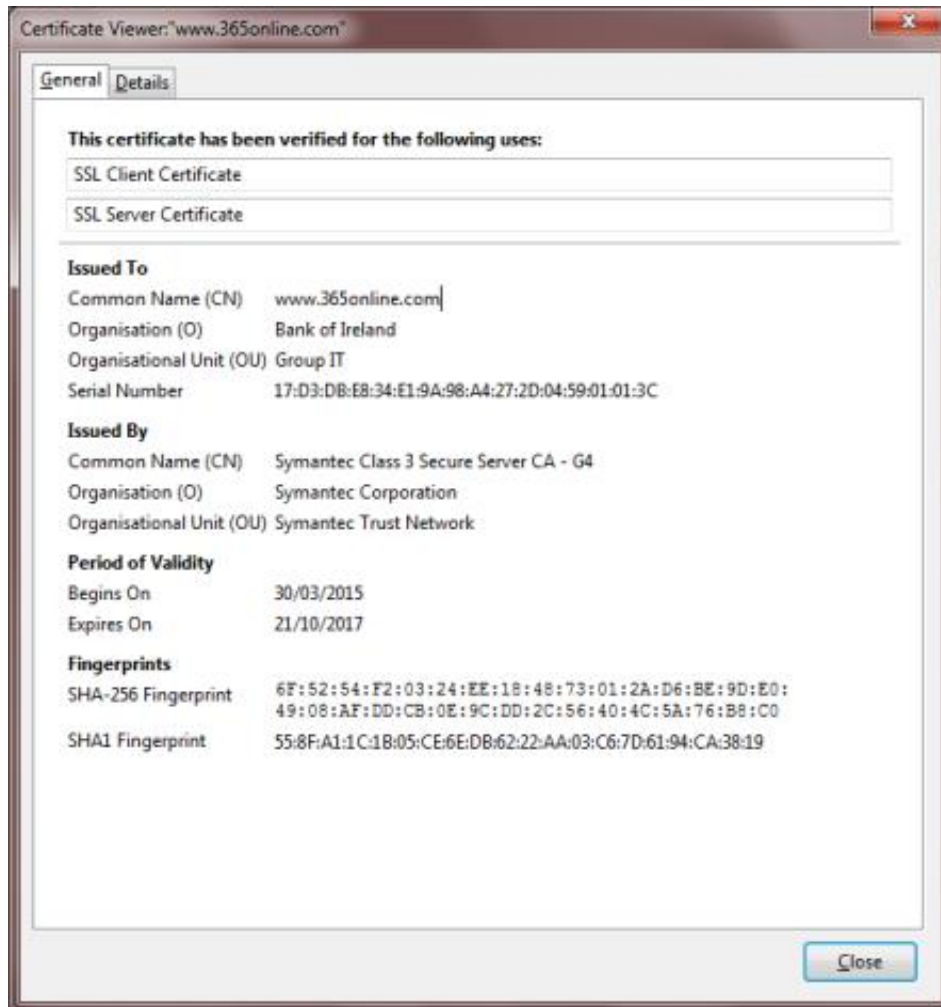 Certificate Viewer:"www.365online.com"
General Details
This certificate has been verified for the following uses:
SSL Client Certificate
SSL Server Certificate
Issued To
Common Name (CN) www.365online.com
Organisation (O) Bank of Ireland
Organisational Unit (OU) Group IT
Serial Number 17:D3:DB:E8:34:E1:9A:98:A4:27:2D:04:59:01:01:3C
Issued By
Common Name (CN) Symantec Class 3 Secure Server CA - G4
Organisation (O) Symantec Corporation
Organisational Unit (OU) Symantec Trust Network
Period of Validity
Begins On 30/03/2015
Expires On 21/10/2017
Fingerprints
SHA-256 Fingerprint 6F:52:54:F2:03:24:EE:18:48:73:01:2A:D6:BE:9D:E0:
49:08:AF:DD:CB:0E:9C:DD:2C:56:40:4C:5A:76:B8:C0
SHA1 Fingerprint 55:8F:A1:1C:1B:05:CE:6E:DB:62:22:AA:03:C6:7D:61:94:CA:38:19
Close